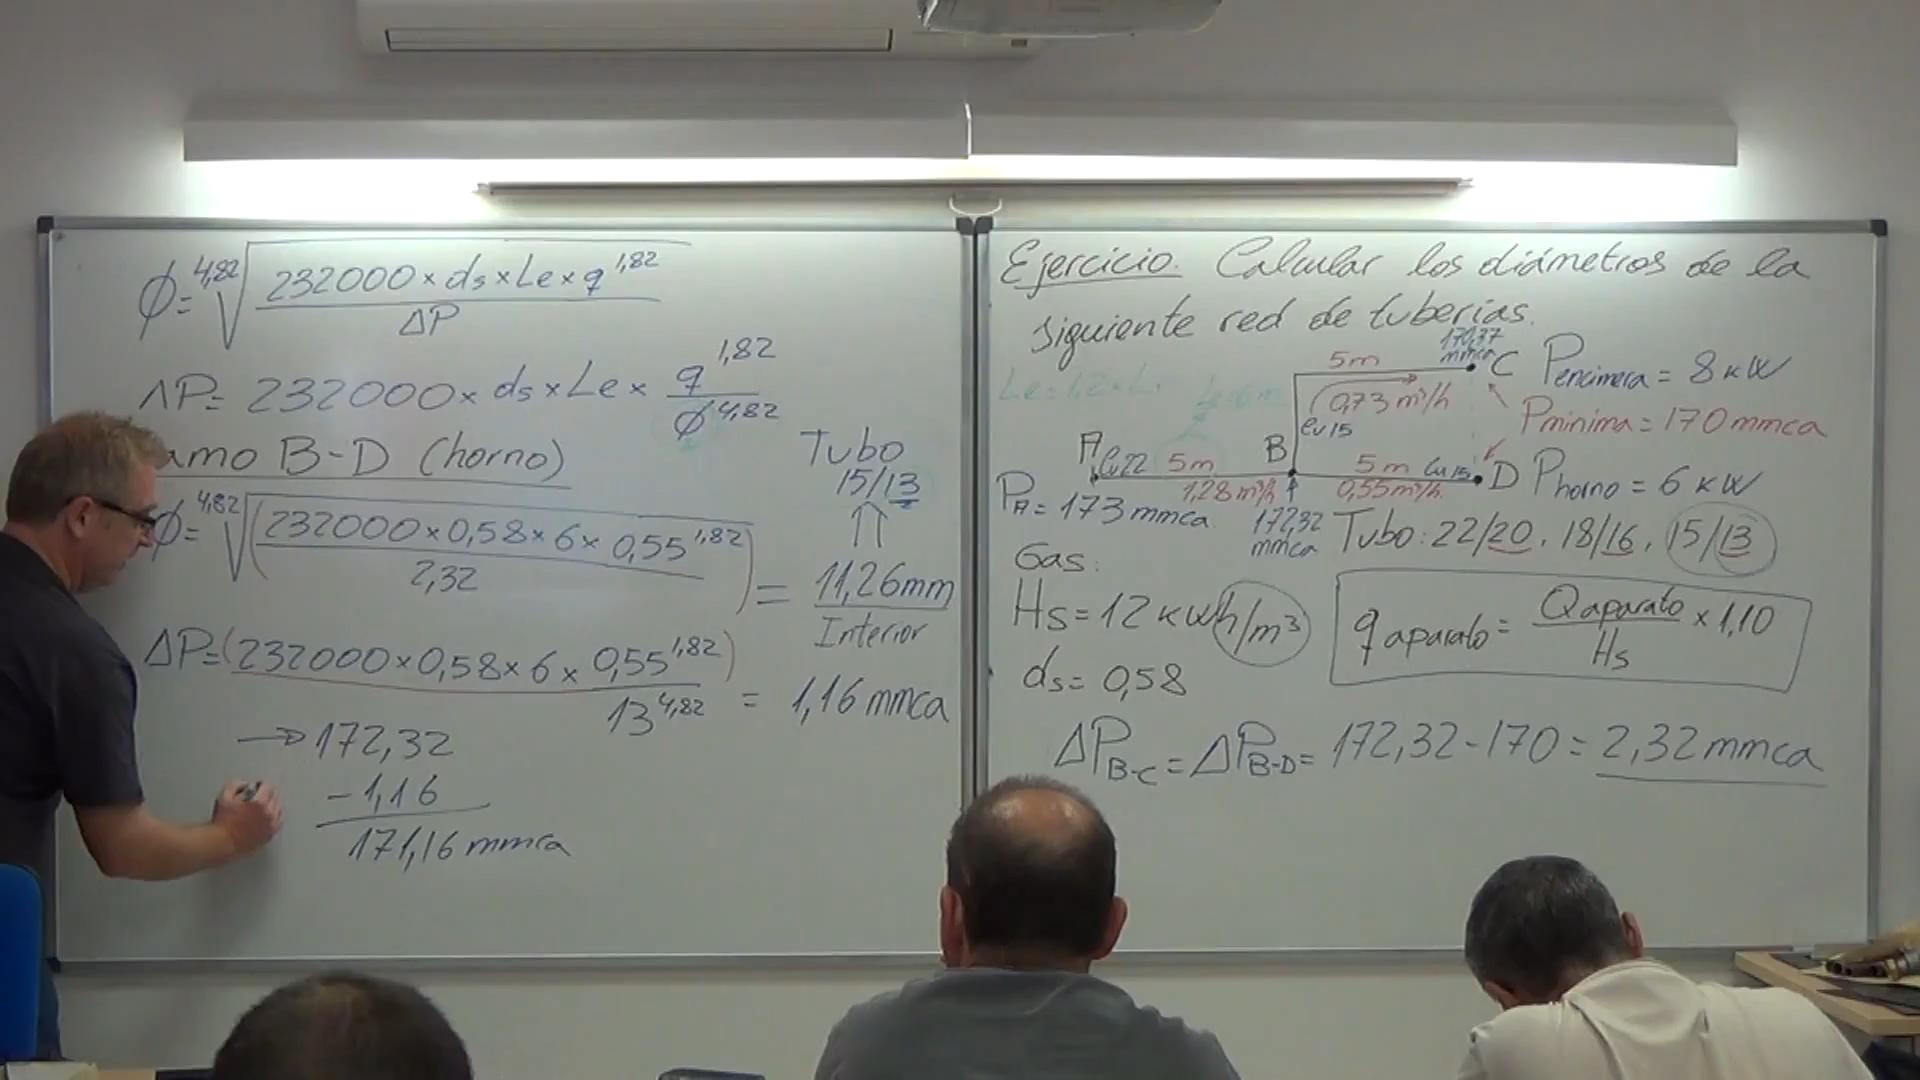 ϕ = ⁴,⁸²√(232000 × ds × Le × q^1,82 / ΔP)
ΔP = 232000 × ds × Le × q^1,82 / ϕ^4,82
amo B-D (horno)
ϕ = ⁴,⁸²√(232000 × 0,58 × 6 × 0,55^1,82 / 2,32) = 11,26mm
Interior
Tubo
15/13
ΔP = (232000 × 0,58 × 6 × 0,55^1,82) / 13^4,82 = 1,16 mmca
→ 172,32
- 1,16
171,16 mmca
Ejercicio. Calcular los diámetros de la
siguiente red de tuberías.
Le = 1,2 × L
Le = 6m
170,37
mmca
5m
C
Pencimera = 8 kW
0,73 m³/h
Cu15
Pminima = 170 mmca
A
Cu22
5m
B
5m
Cu15
D
Phorno = 6 kW
1,28 m³/h
0,55 m³/h
PA = 173 mmca
172,32
mmca
Tubo: 22/20, 18/16, 15/13
Gas:
Hs = 12 kWh/m³
q aparato = Q aparato / Hs × 1,10
ds = 0,58
ΔP B-C = ΔP B-D = 172,32 - 170 = 2,32 mmca